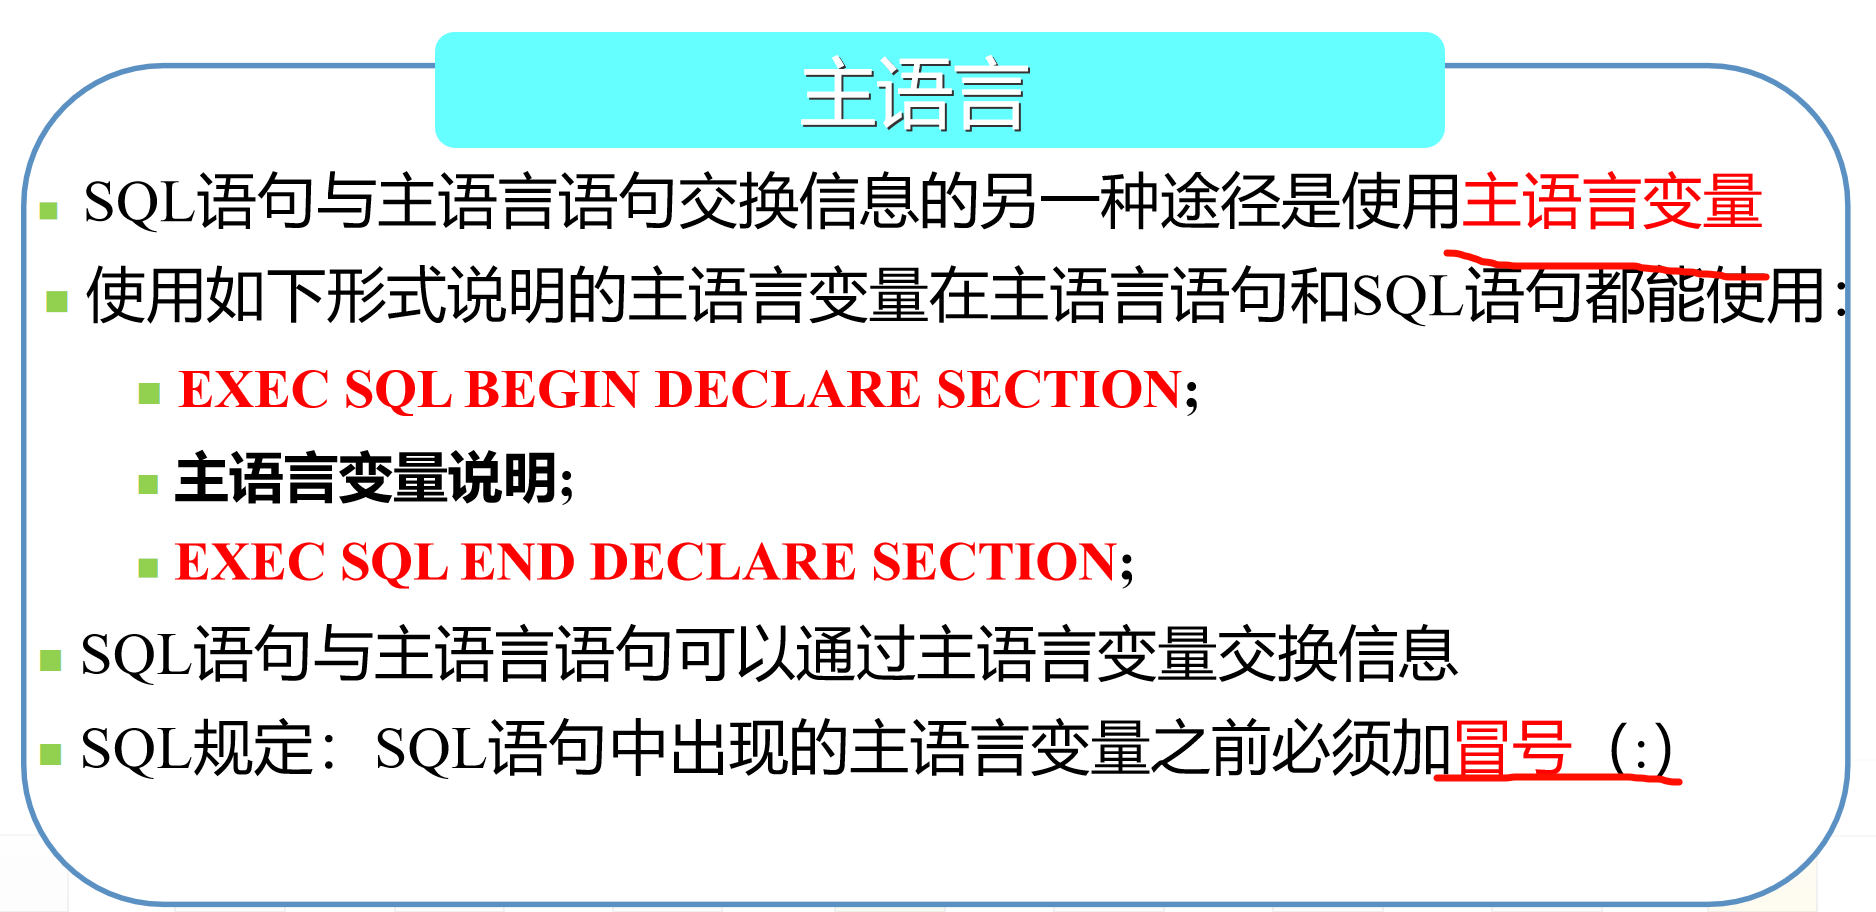 主语言
SQL语句与主语言语句交换信息的另一种途径是使用主语言变量
使用如下形式说明的主语言变量在主语言语句和SQL语句都能使用：
EXEC SQL BEGIN DECLARE SECTION;
主语言变量说明;
EXEC SQL END DECLARE SECTION;
SQL语句与主语言语句可以通过主语言变量交换信息
SQL规定：SQL语句中出现的主语言变量之前必须加冒号（:）